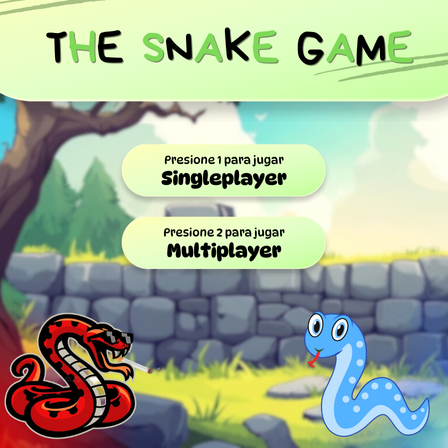 THE SNAKE GAME
Presione 1 para jugar
Singleplayer
Presione 2 para jugar
Multiplayer